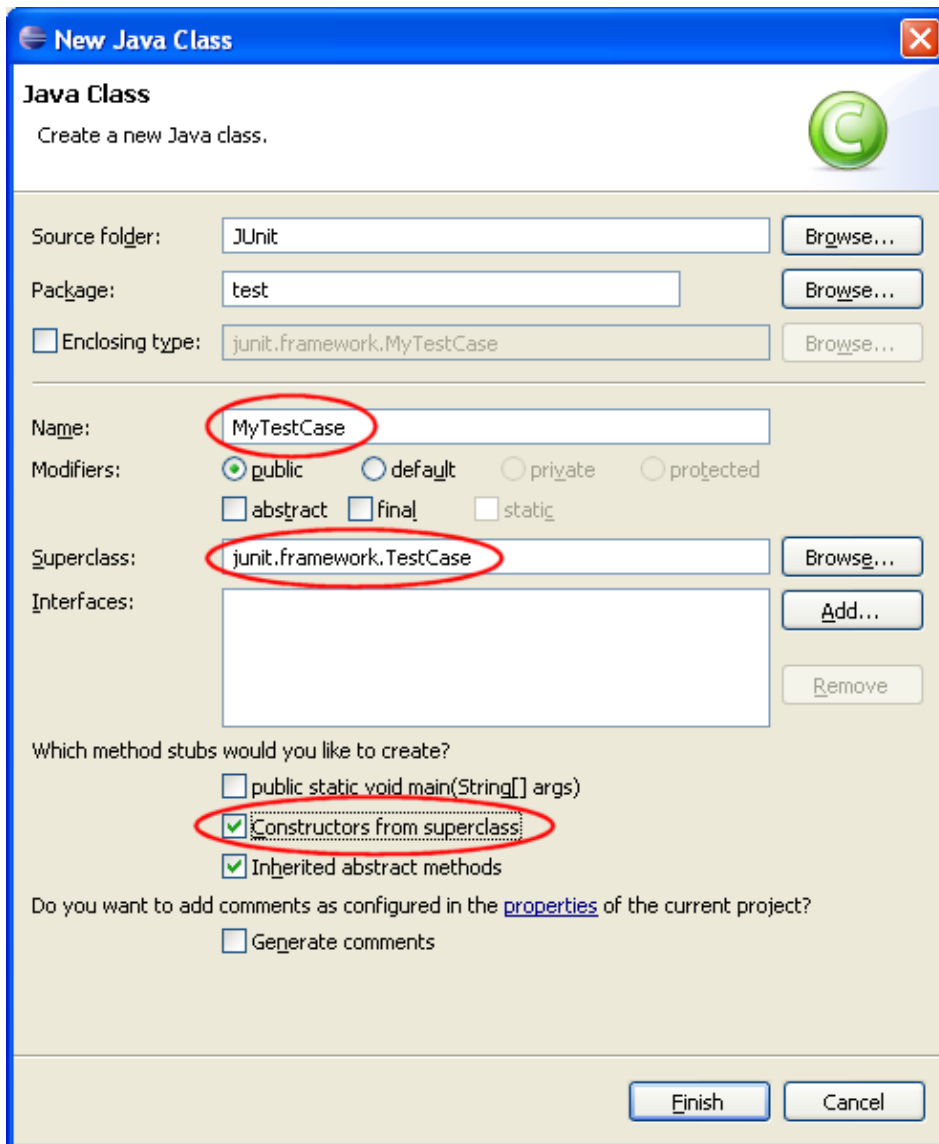 New Java Class
Java Class
Create a new Java class.
C
Source folder: JUnit Browse...
Package: test Browse...
Enclosing type: junit.framework.MyTestCase Browse...
Name: MyTestCase
Modifiers: public default private protected
abstract final static
Superclass: junit.framework.TestCase Browse...
Interfaces: Add...
Remove
Which method stubs would you like to create?
public static void main(String[] args)
Constructors from superclass
Inherited abstract methods
Do you want to add comments as configured in the properties of the current project?
Generate comments
Finish Cancel